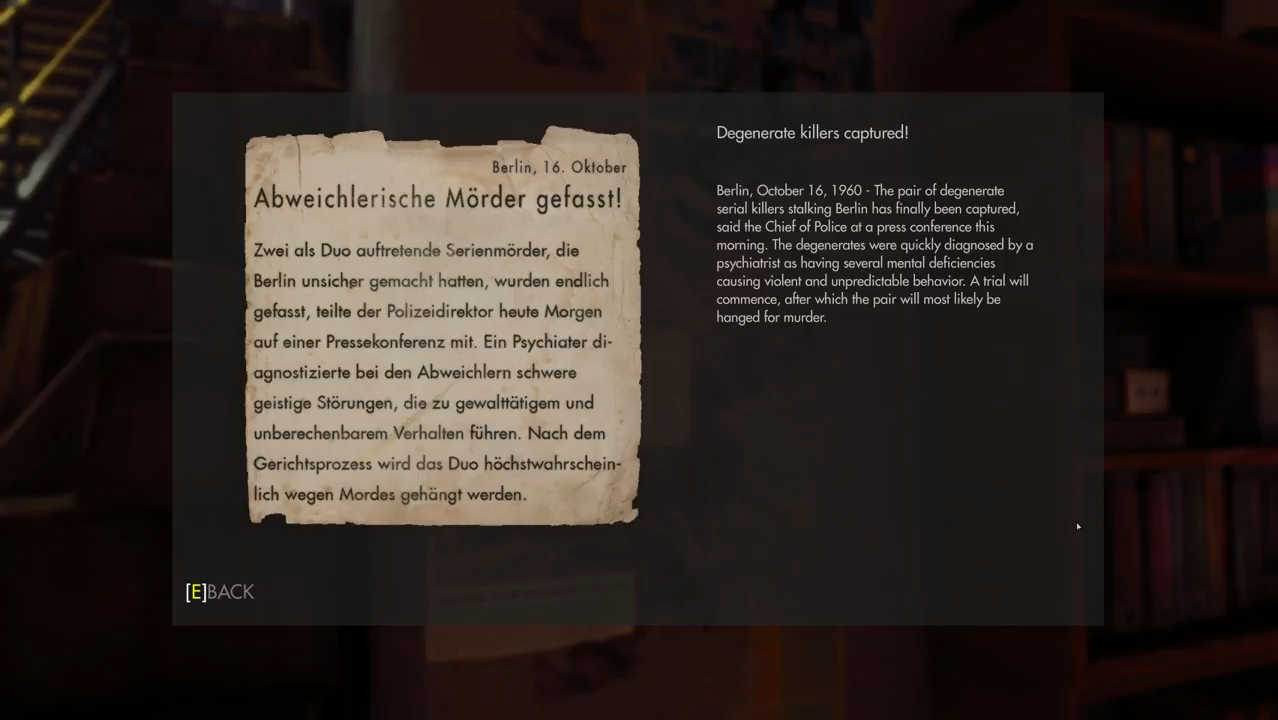 Berlin, 16. Oktober
Abweichlerische Mörder gefasst!
Zwei als Duo auftretende Serienmörder, die
Berlin unsicher gemacht hatten, wurden endlich
gefasst, teilte der Polizeidirektor heute Morgen
auf einer Pressekonferenz mit. Ein Psychiater di-
agnostizierte bei den Abweichlern schwere
geistige Störungen, die zu gewalttätigem und
unberechenbarem Verhalten führen. Nach dem
Gerichtsprozess wird das Duo höchstwahrschein-
lich wegen Mordes gehängt werden.
Degenerate killers captured!
Berlin, October 16, 1960 - The pair of degenerate
serial killers stalking Berlin has finally been captured,
said the Chief of Police at a press conference this
morning. The degenerates were quickly diagnosed by a
psychiatrist as having several mental deficiencies
causing violent and unpredictable behavior. A trial will
commence, after which the pair will most likely be
hanged for murder.
[E]BACK